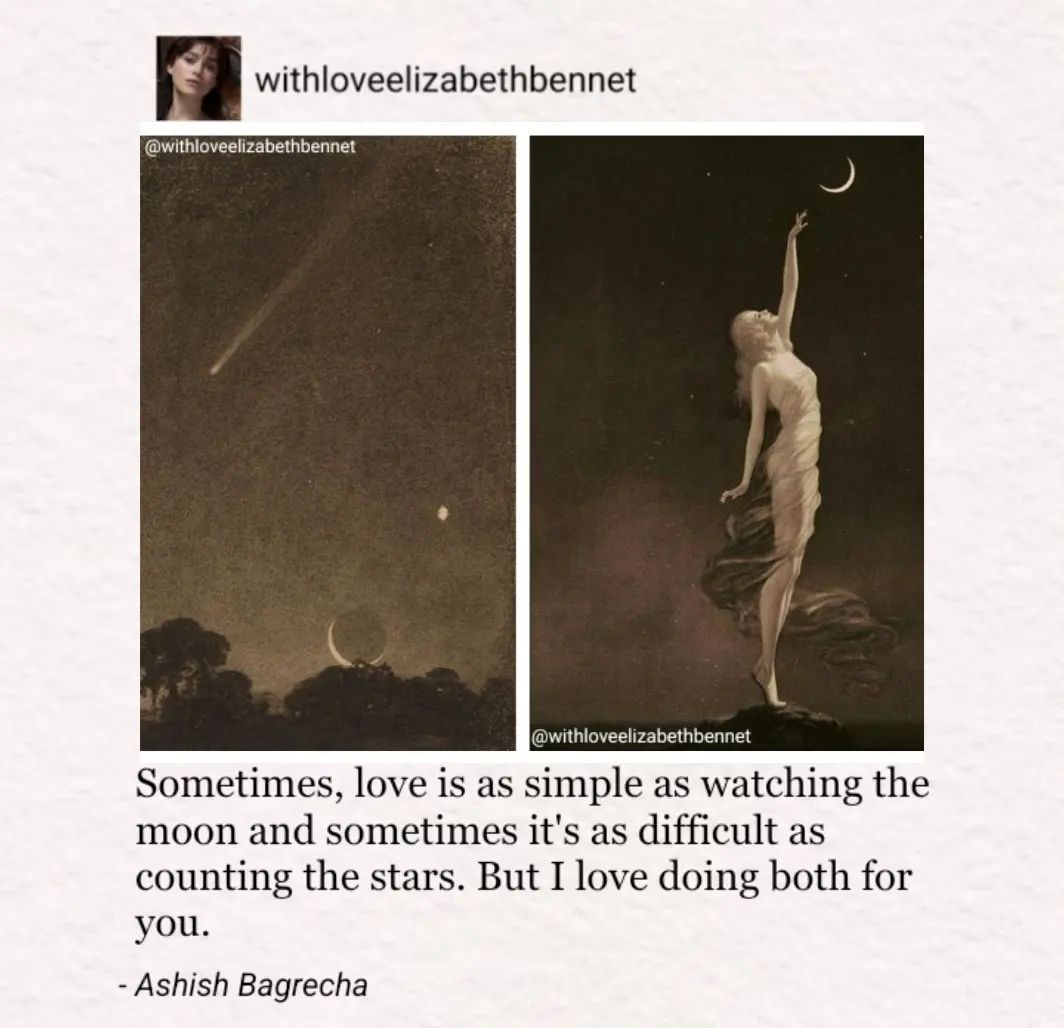 withloveelizabethbennet
@withloveelizabethbennet
@withloveelizabethbennet
Sometimes, love is as simple as watching the
moon and sometimes it's as difficult as
counting the stars. But I love doing both for
you.
- Ashish Bagrecha